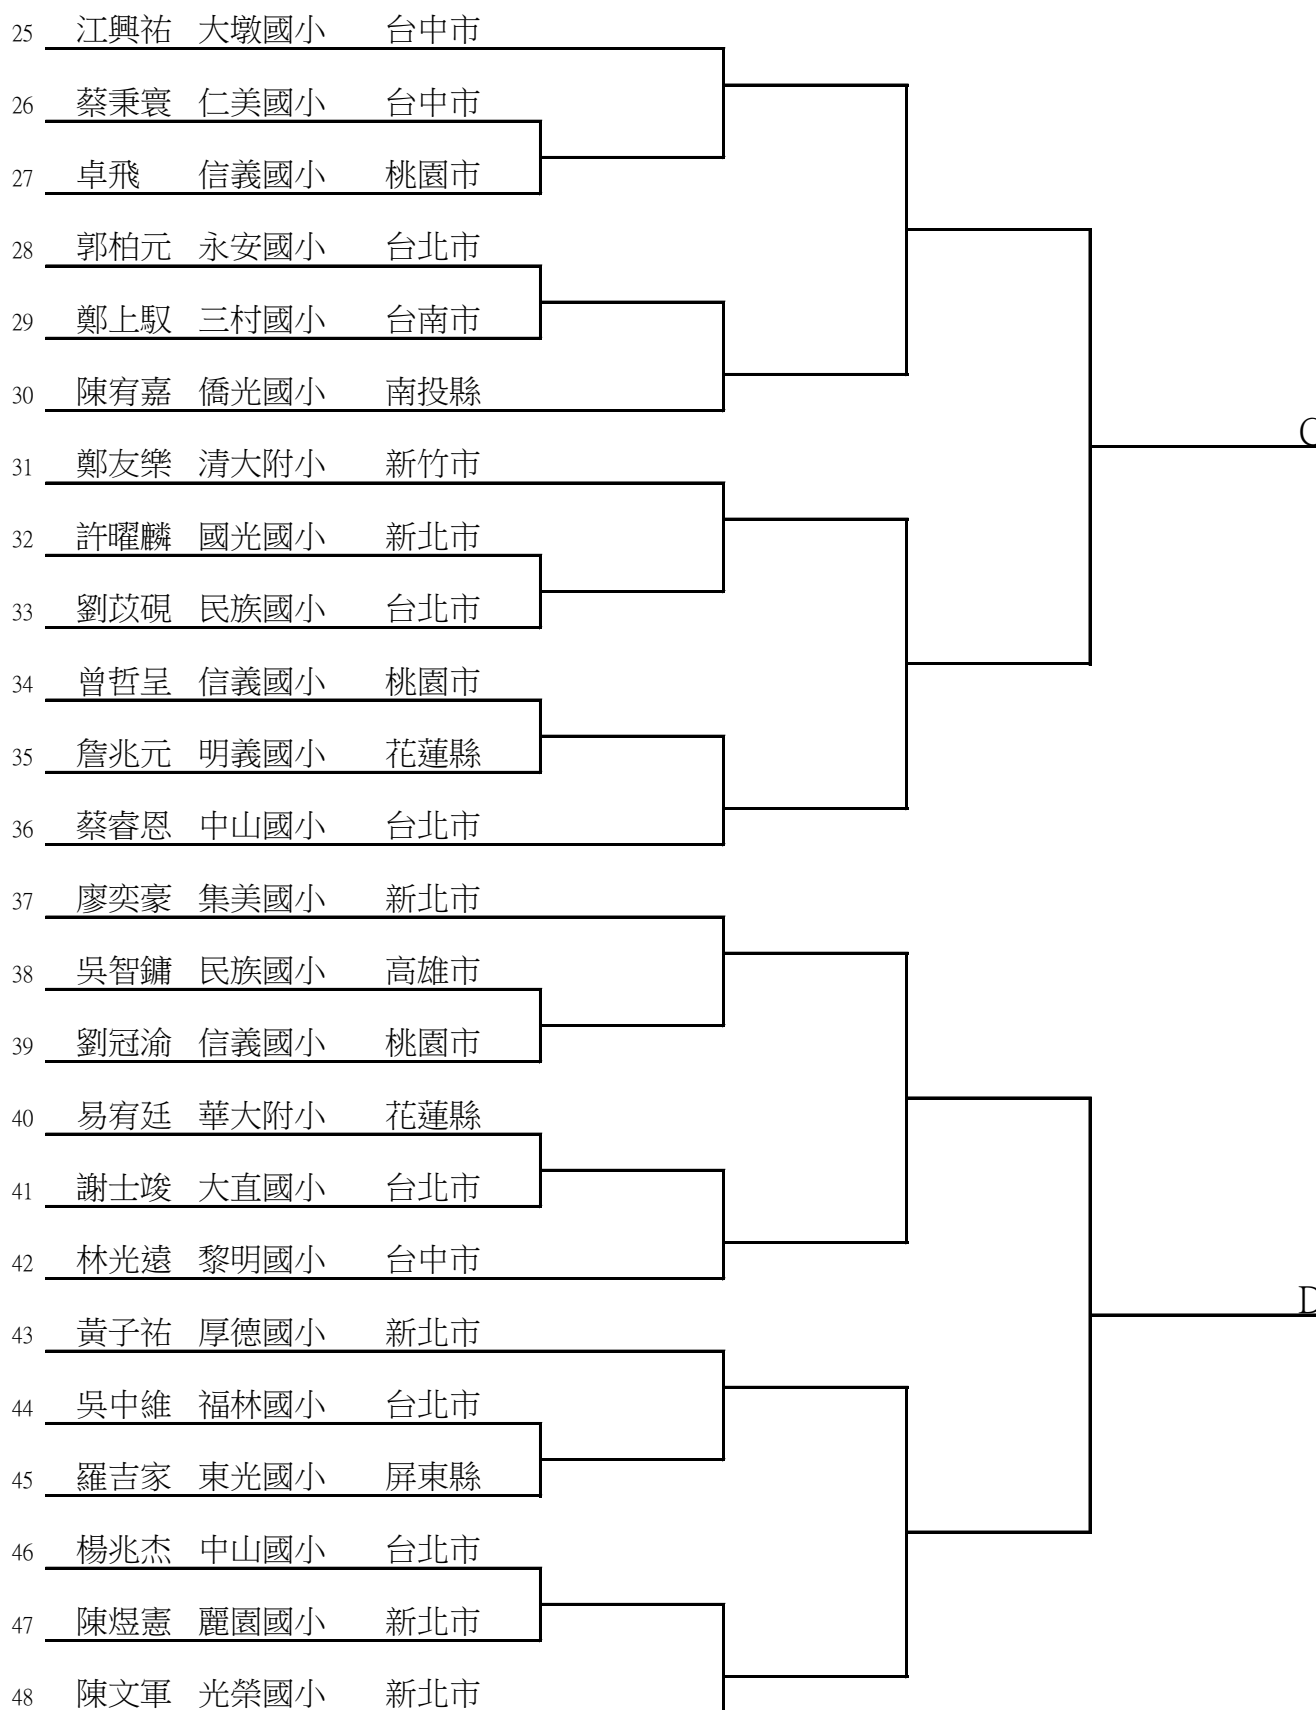 25 江興祐 大墩國小 台中市
26 蔡秉寰 仁美國小 台中市
27 卓飛 信義國小 桃園市
28 郭柏元 永安國小 台北市
29 鄭上馭 三村國小 台南市
30 陳宥嘉 僑光國小 南投縣
C
31 鄭友樂 清大附小 新竹市
32 許曜麟 國光國小 新北市
33 劉苡硯 民族國小 台北市
34 曾哲呈 信義國小 桃園市
35 詹兆元 明義國小 花蓮縣
36 蔡睿恩 中山國小 台北市
37 廖奕豪 集美國小 新北市
38 吳智鏞 民族國小 高雄市
39 劉冠渝 信義國小 桃園市
40 易宥廷 華大附小 花蓮縣
41 謝士竣 大直國小 台北市
42 林光遠 黎明國小 台中市
D
43 黃子祐 厚德國小 新北市
44 吳中維 福林國小 台北市
45 羅吉家 東光國小 屏東縣
46 楊兆杰 中山國小 台北市
47 陳煜憲 麗園國小 新北市
48 陳文軍 光榮國小 新北市